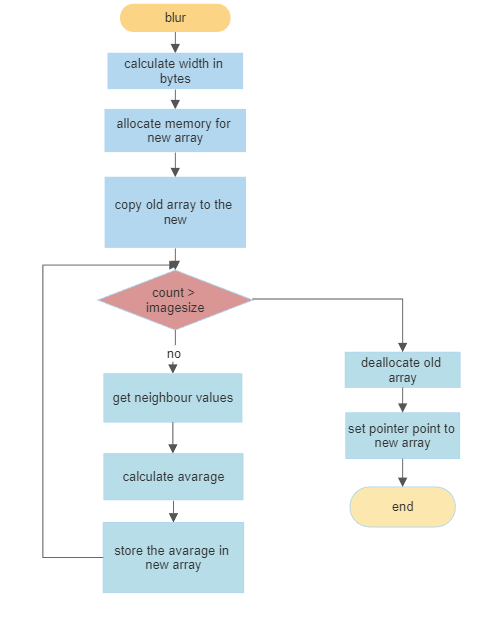 blur
calculate width in
bytes
allocate memory for
new array
copy old array to the
new
count >
imagesize
no
get neighbour values
calculate avarage
store the avarage in
new array
deallocate old
array
set pointer point to
new array
end